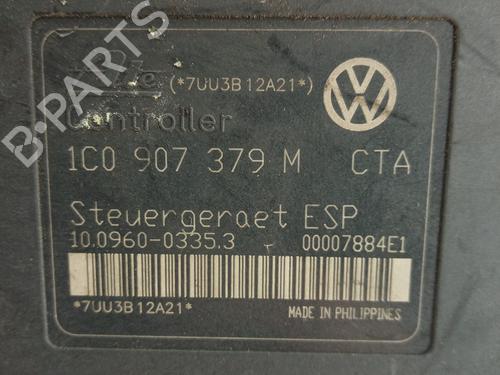 (*7UU3B12A21*)
Controller
1C0 907 379 M CTA
Steuergeraet ESP
10.0960-0335.3 00007884E1
*7UU3B12A21*
MADE IN PHILIPPINES
B-PARTS